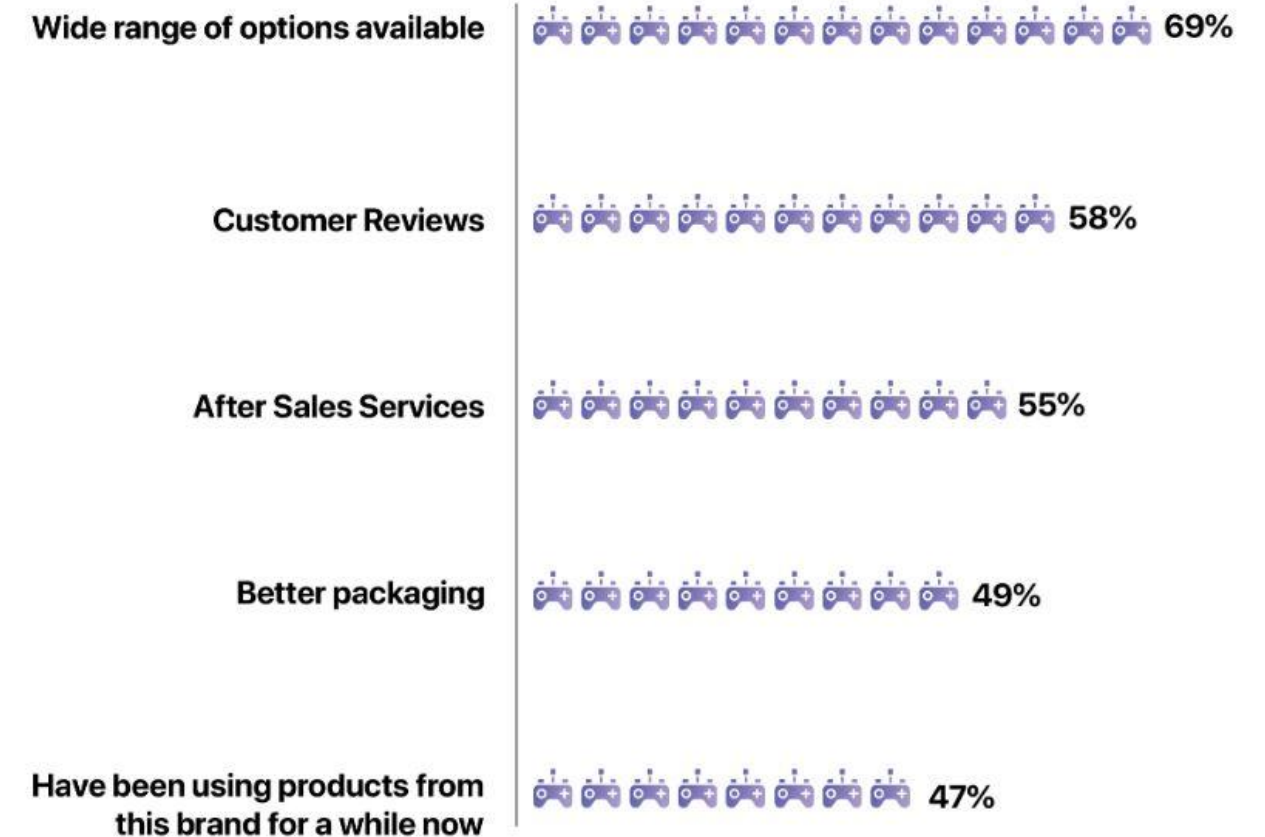 Wide range of options available 69%
Customer Reviews 58%
After Sales Services 55%
Better packaging 49%
Have been using products from
this brand for a while now 47%